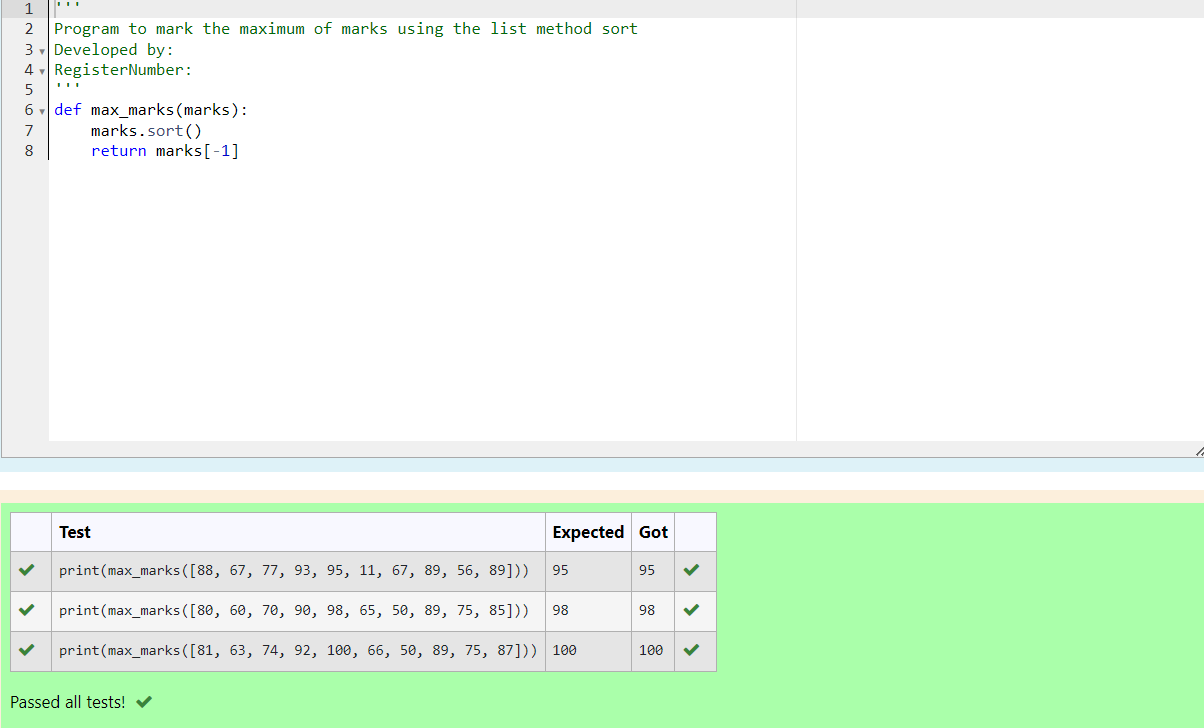 1 '''
2 Program to mark the maximum of marks using the list method sort
3 Developed by:
4 RegisterNumber:
5 '''
6 def max_marks(marks):
7     marks.sort()
8     return marks[-1]
Test Expected Got
print(max_marks([88, 67, 77, 93, 95, 11, 67, 89, 56, 89])) 95 95
print(max_marks([80, 60, 70, 90, 98, 65, 50, 89, 75, 85])) 98 98
print(max_marks([81, 63, 74, 92, 100, 66, 50, 89, 75, 87])) 100 100
Passed all tests!